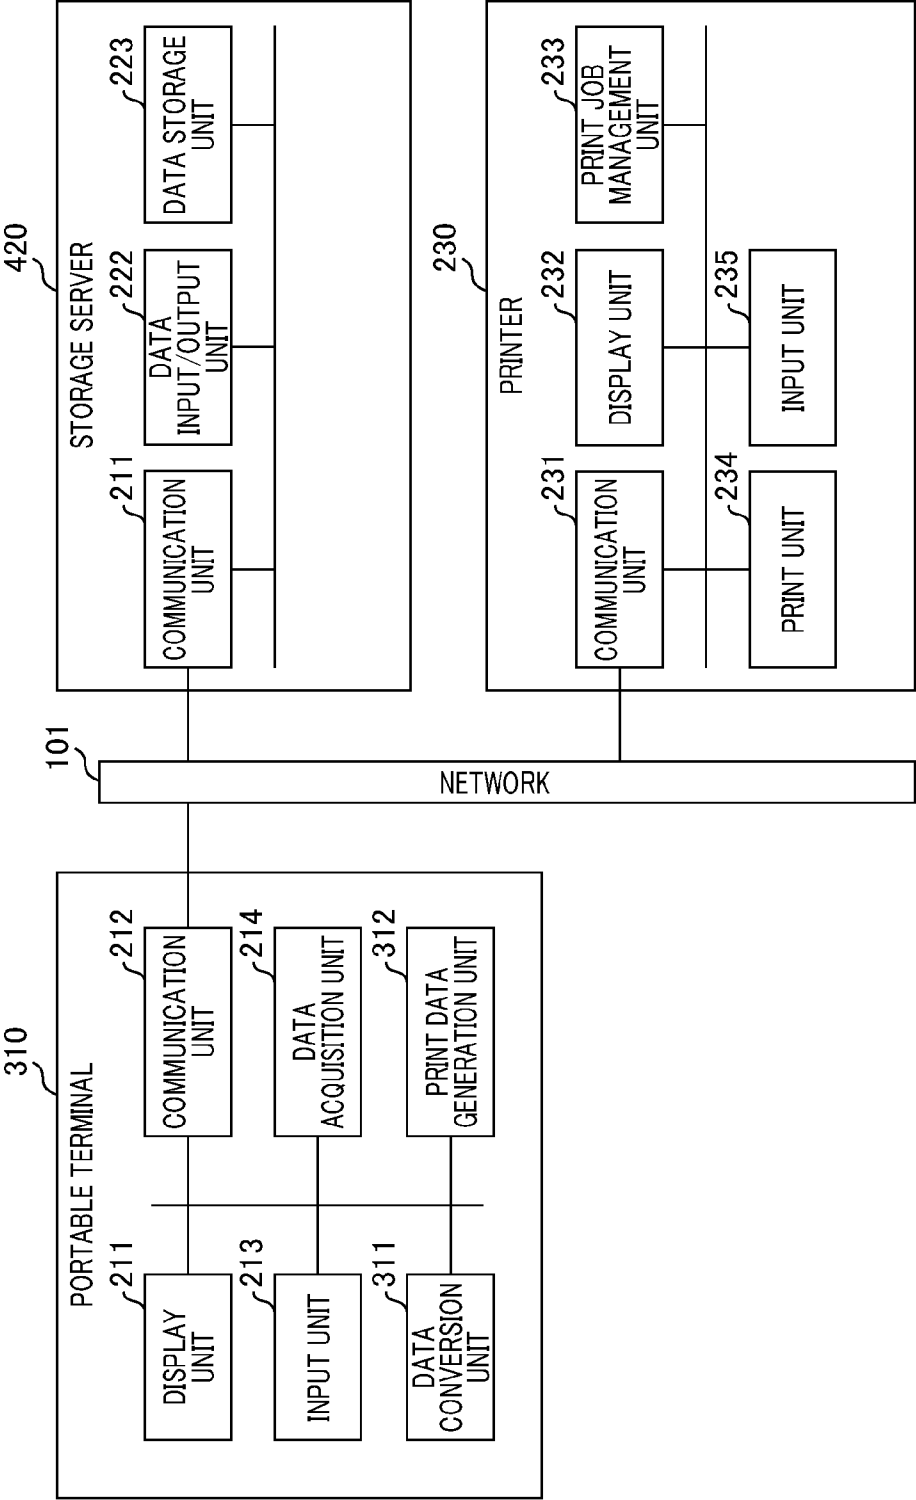 310
PORTABLE TERMINAL
211
DISPLAY
UNIT
212
COMMUNICATION
UNIT
213
INPUT UNIT
214
DATA
ACQUISITION UNIT
311
DATA
CONVERSION
UNIT
312
PRINT DATA
GENERATION UNIT
101
NETWORK
420
STORAGE SERVER
211
COMMUNICATION
UNIT
222
DATA
INPUT/OUTPUT
UNIT
223
DATA STORAGE
UNIT
230
PRINTER
231
COMMUNICATION
UNIT
232
DISPLAY UNIT
233
PRINT JOB
MANAGEMENT
UNIT
234
PRINT UNIT
235
INPUT UNIT